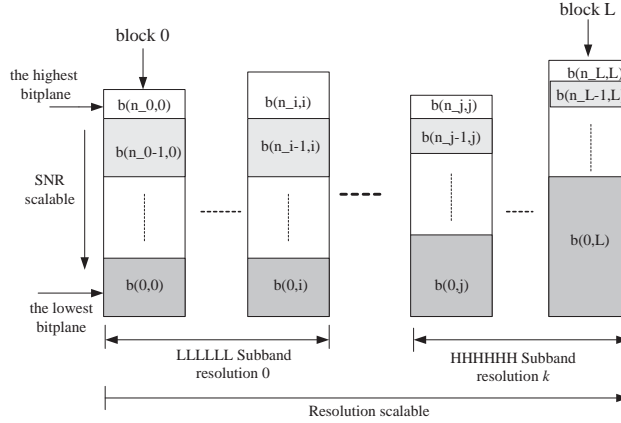 block 0
block L
the highest
bitplane
b(n_0,0)
b(n_i,i)
b(n_j,j)
b(n_L,L)
b(n_L-1,L)
b(n_0-1,0)
b(n_i-1,i)
b(n_j-1,j)
SNR
scalable
b(0,0)
b(0,i)
b(0,j)
b(0,L)
the lowest
bitplane
LLLLLL Subband
resolution 0
HHHHHH Subband
resolution k
Resolution scalable